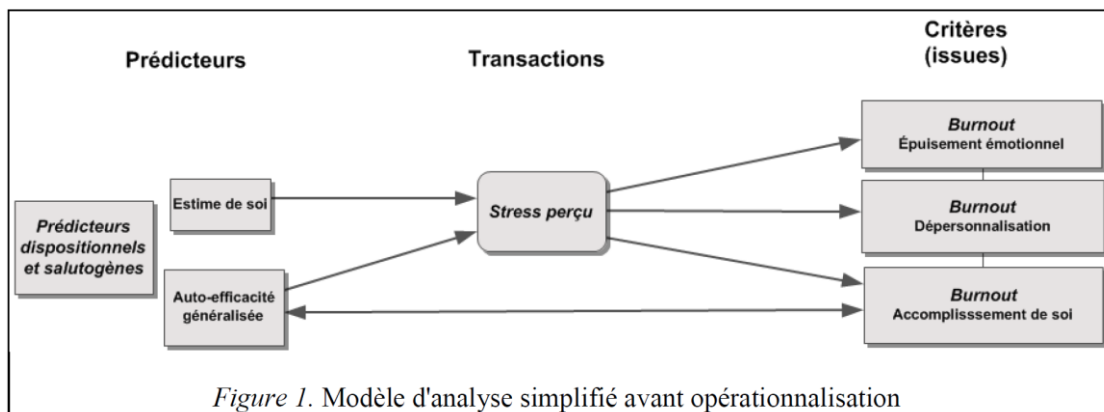 Prédicteurs
Transactions
Critères
(issues)
Prédicteurs
dispositionnels
et salutogènes
Estime de soi
Auto-efficacité
généralisée
Stress perçu
Burnout
Épuisement émotionnel
Burnout
Dépersonnalisation
Burnout
Accomplisssement de soi
Figure 1. Modèle d'analyse simplifié avant opérationnalisation